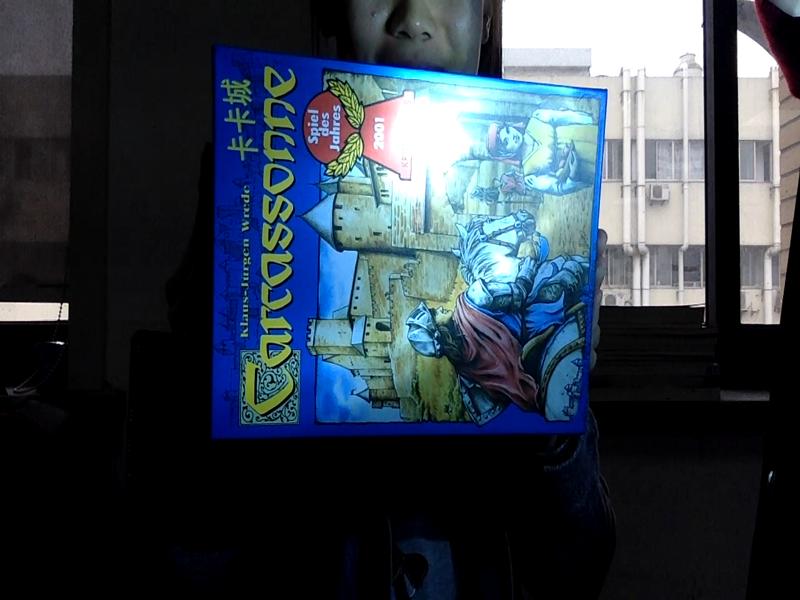 卡卡城
Klaus-Jürgen Wrede
Carcassonne
Spiel
des
Jahres
2001